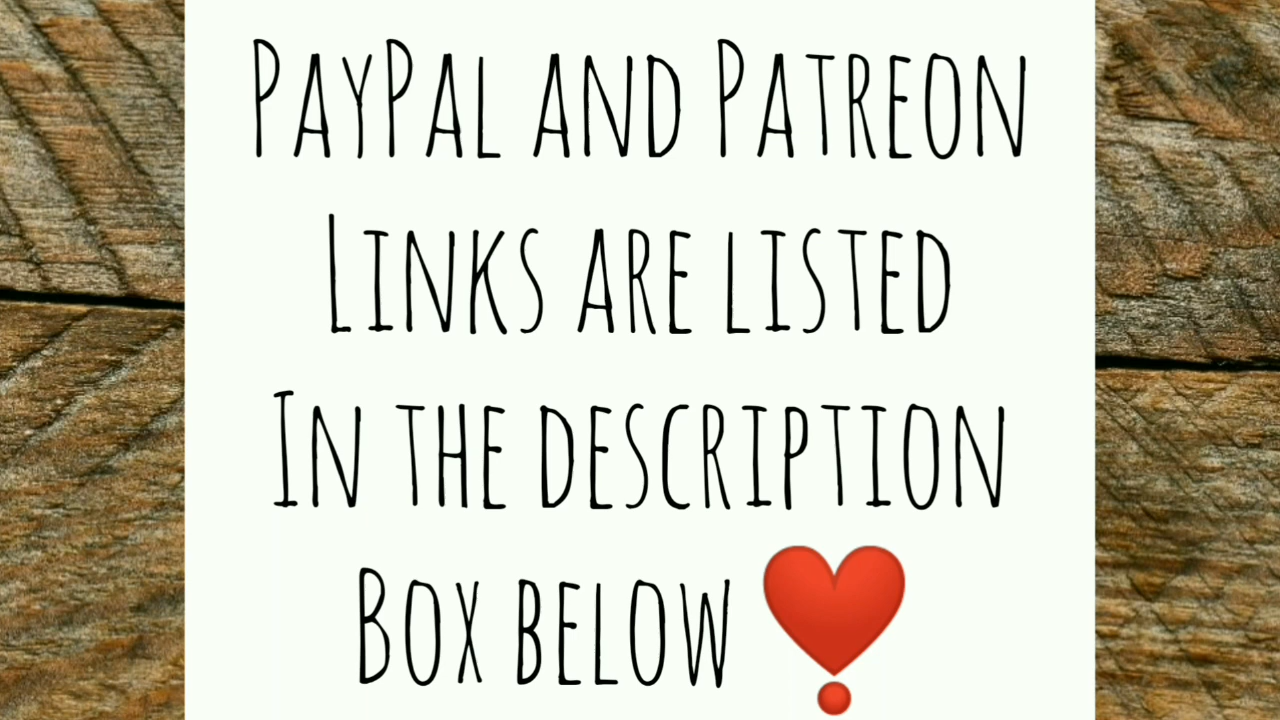 PayPal and Patreon
Links are listed
In the description
Box below ❣